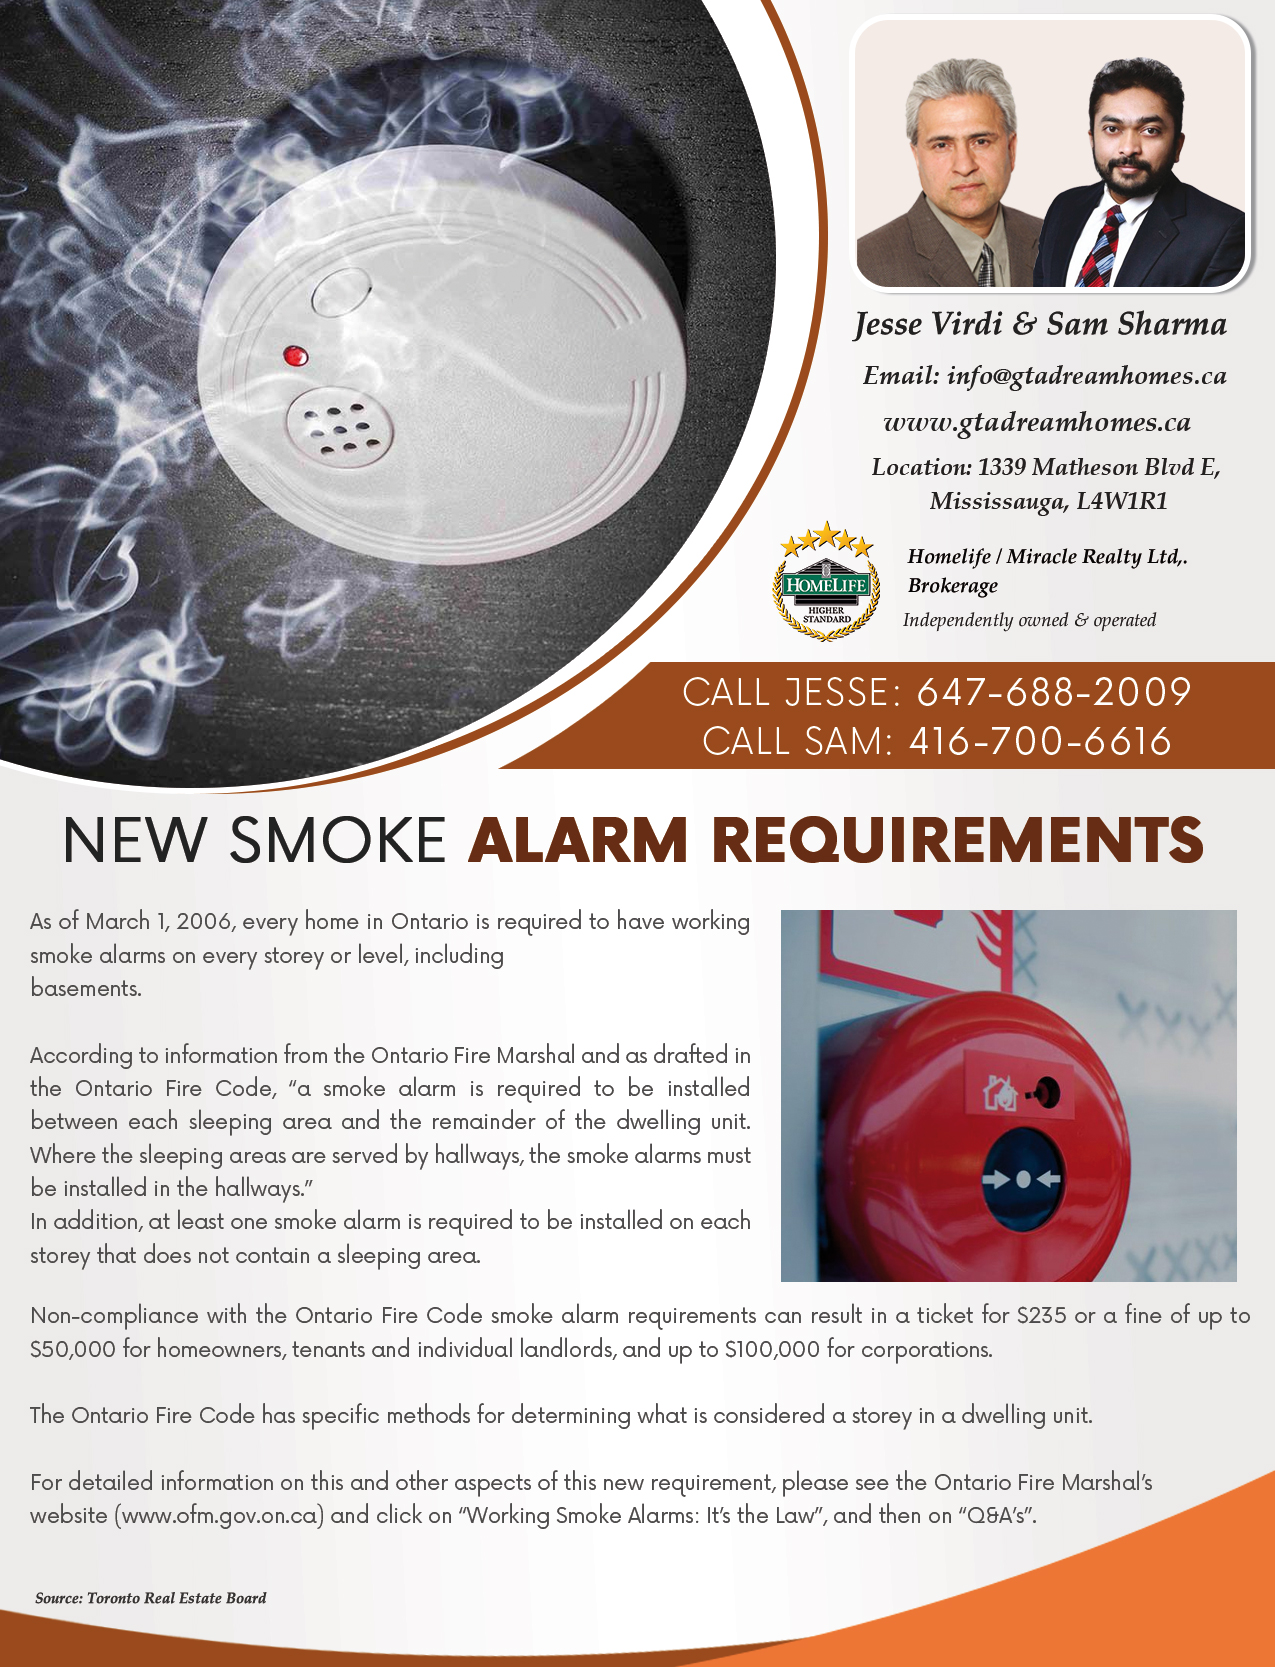 Jesse Virdi & Sam Sharma
Email: info@gtadreamhomes.ca
www.gtadreamhomes.ca
Location: 1339 Matheson Blvd E,
Mississauga, L4W1R1
HOMELIFE
HIGHER
STANDARD
Homelife / Miracle Realty Ltd,.
Brokerage
Independently owned & operated
CALL JESSE: 647-688-2009
CALL SAM: 416-700-6616
NEW SMOKE ALARM REQUIREMENTS
As of March 1, 2006, every home in Ontario is required to have working
smoke alarms on every storey or level, including
basements.
According to information from the Ontario Fire Marshal and as drafted in
the Ontario Fire Code, “a smoke alarm is required to be installed
between each sleeping area and the remainder of the dwelling unit.
Where the sleeping areas are served by hallways, the smoke alarms must
be installed in the hallways.”
In addition, at least one smoke alarm is required to be installed on each
storey that does not contain a sleeping area.
Non-compliance with the Ontario Fire Code smoke alarm requirements can result in a ticket for $235 or a fine of up to
$50,000 for homeowners, tenants and individual landlords, and up to $100,000 for corporations.
The Ontario Fire Code has specific methods for determining what is considered a storey in a dwelling unit.
For detailed information on this and other aspects of this new requirement, please see the Ontario Fire Marshal’s
website (www.ofm.gov.on.ca) and click on “Working Smoke Alarms: It’s the Law”, and then on “Q&A’s”.
Source: Toronto Real Estate Board